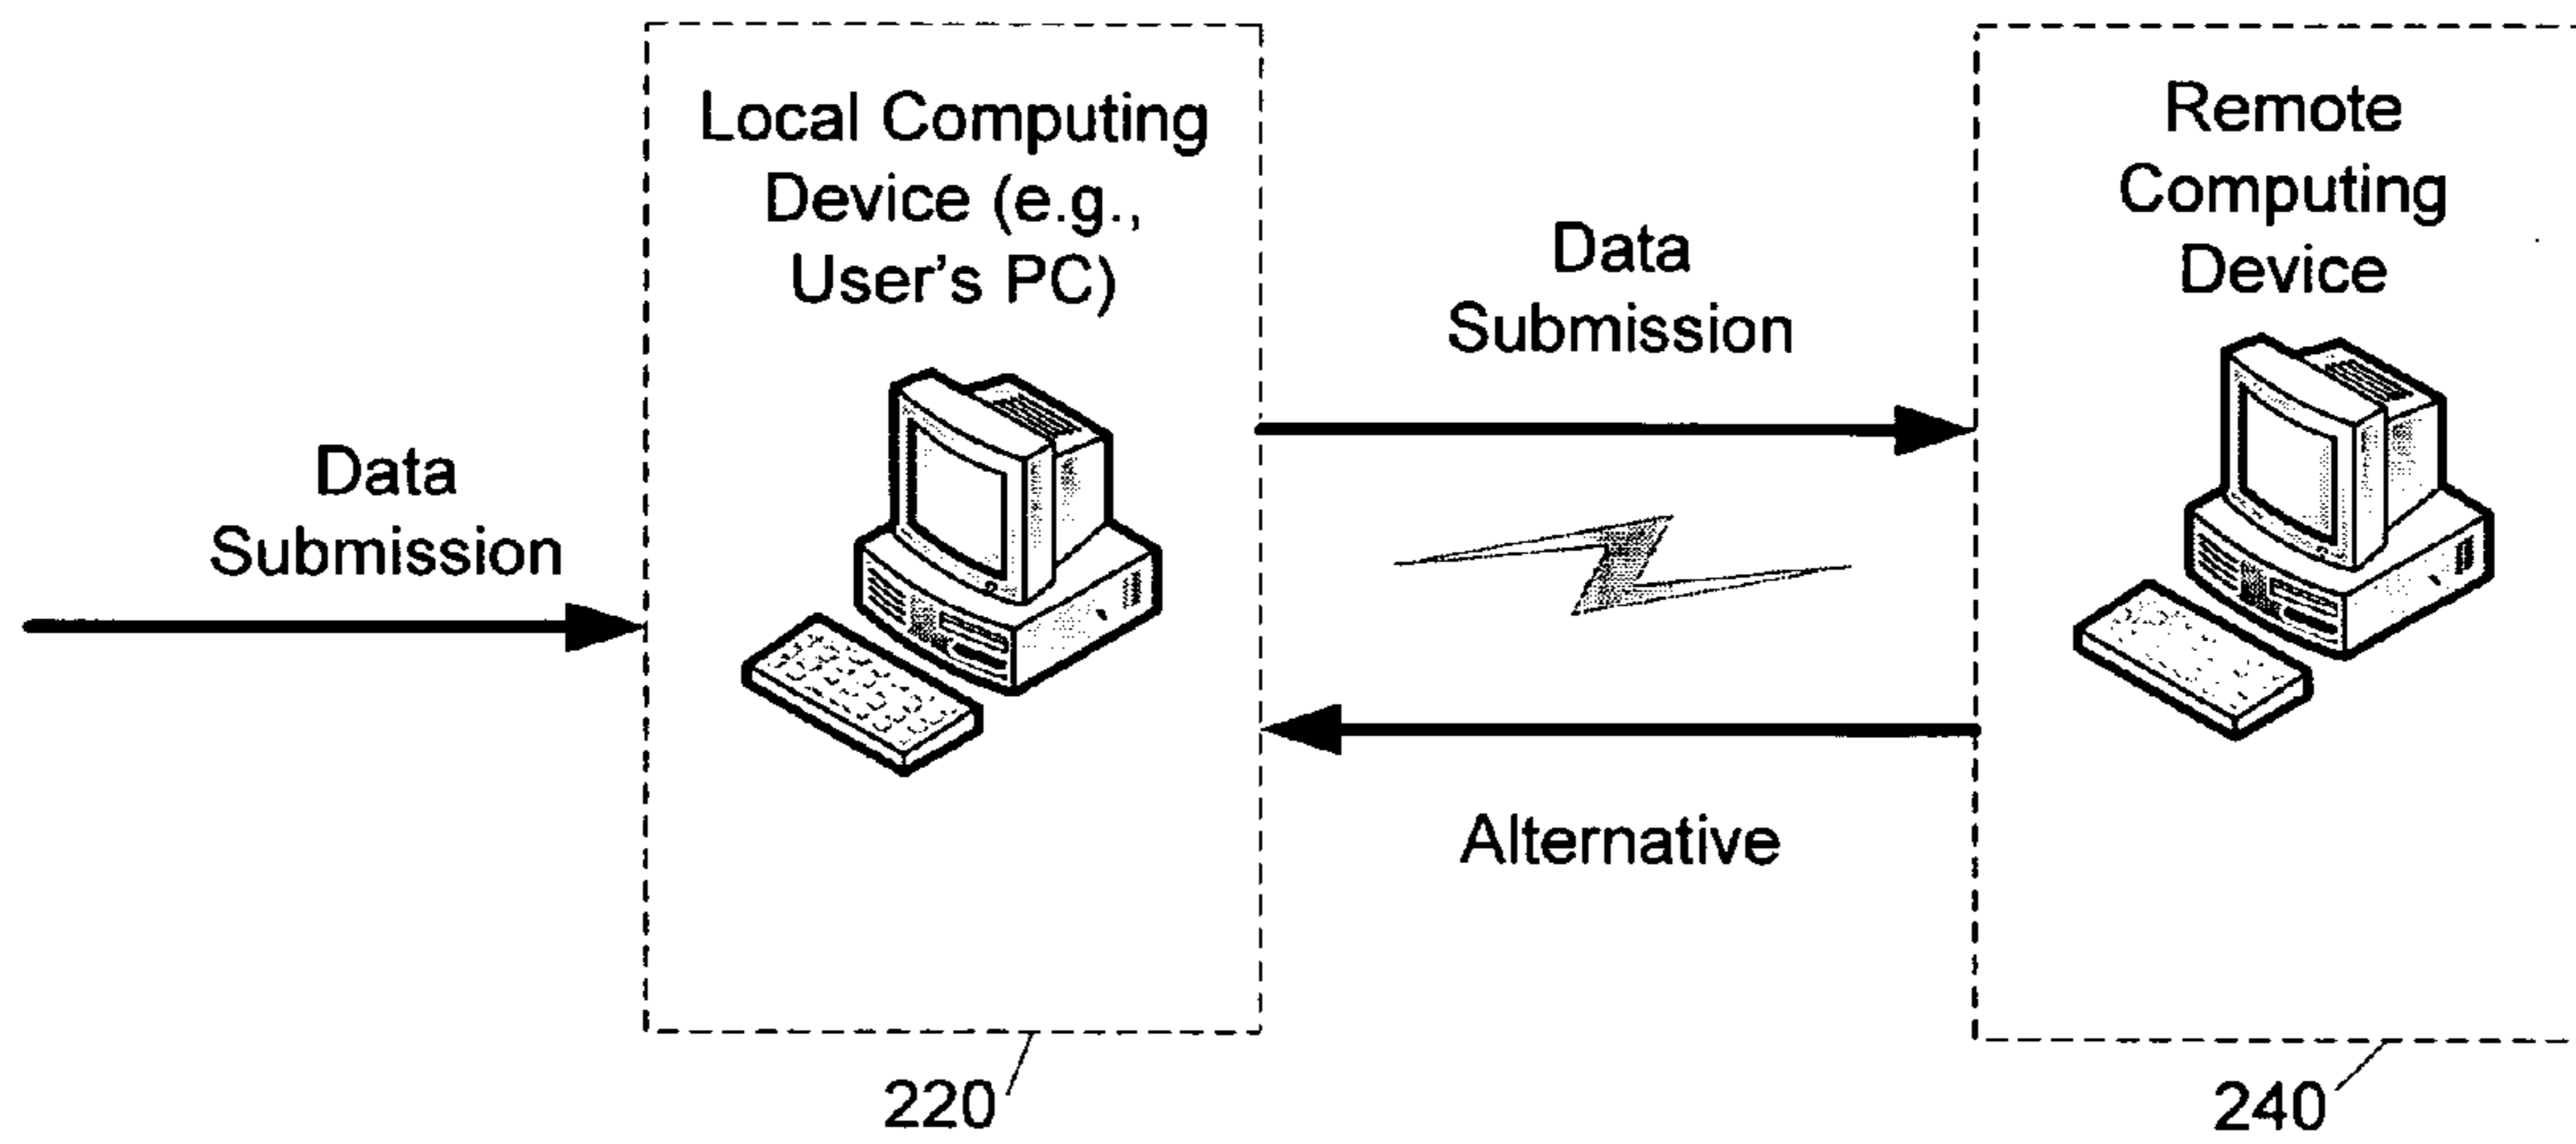 Data
Submission
Local Computing
Device (e.g.,
User's PC)
Data
Submission
Alternative
Remote
Computing
Device
220
240